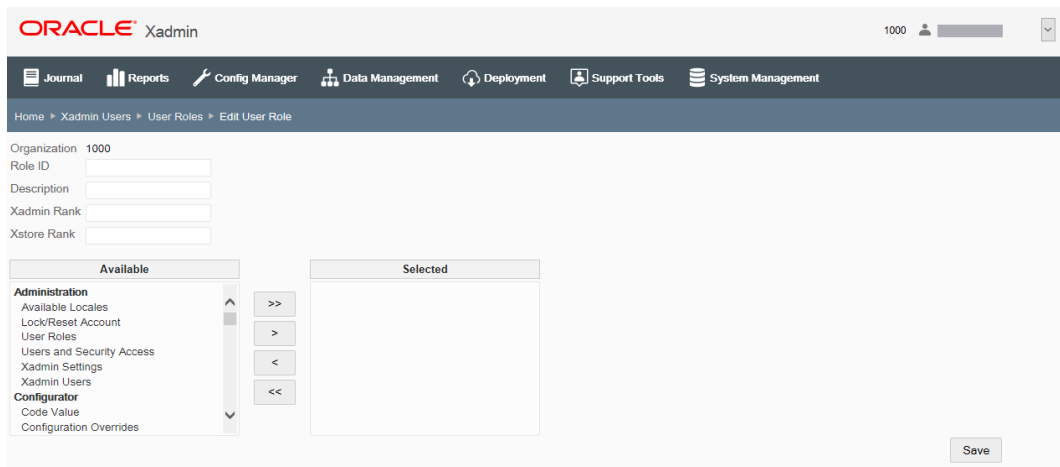 ORACLE® Xadmin
1000
Journal Reports Config Manager Data Management Deployment Support Tools System Management
Home ▸ Xadmin Users ▸ User Roles ▸ Edit User Role
Organization 1000
Role ID
Description
Xadmin Rank
Xstore Rank
Available
Selected
Administration
Available Locales
Lock/Reset Account
User Roles
Users and Security Access
Xadmin Settings
Xadmin Users
Configurator
Code Value
Configuration Overrides
>>
>
<
<<
Save